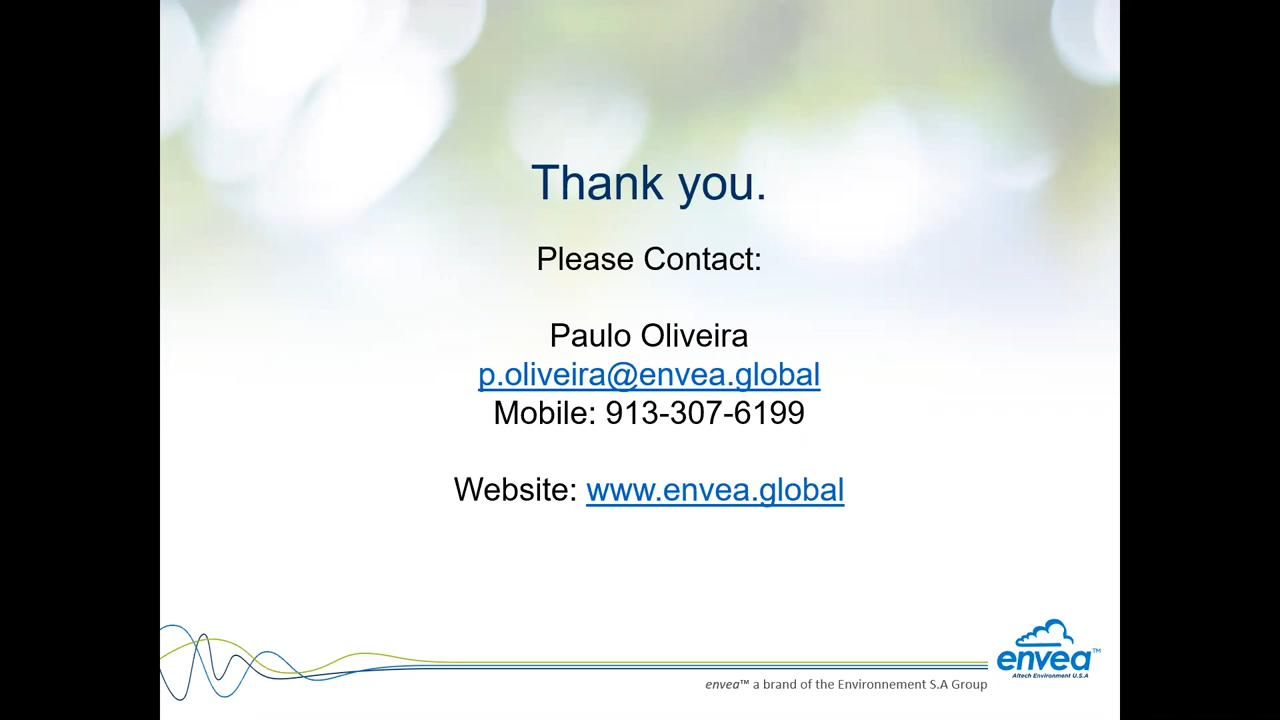 Thank you.
Please Contact:
Paulo Oliveira
p.oliveira@envea.global
Mobile: 913-307-6199
Website: www.envea.global
envea™
Altech Environment U.S.A
envea™ a brand of the Environnement S.A Group